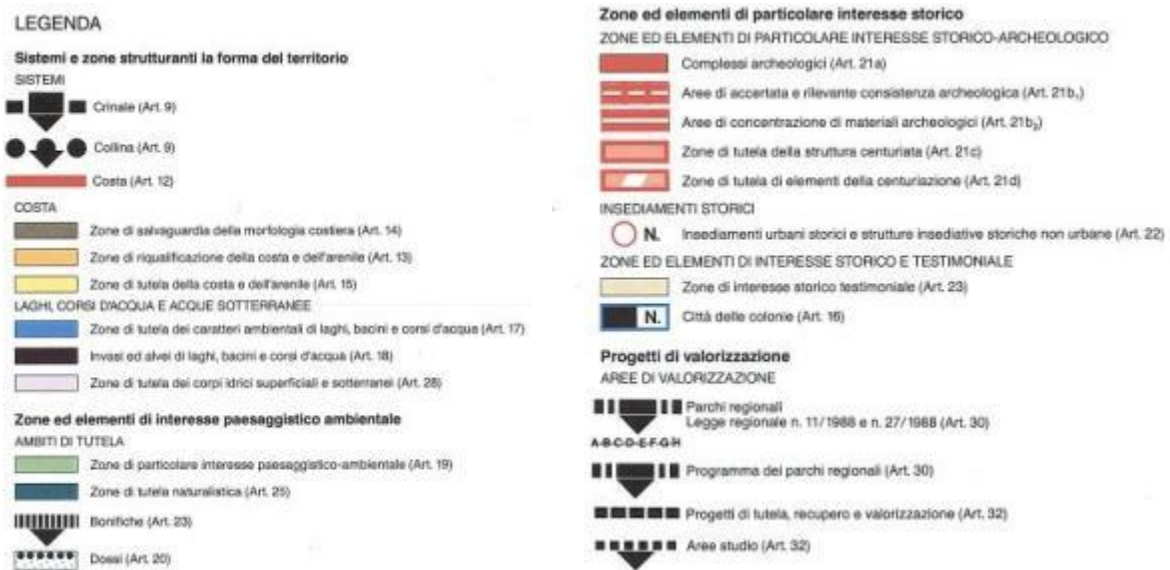 LEGENDA
Sistemi e zone strutturanti la forma del territorio
SISTEMI
Crinale (Art. 9)
Collina (Art. 9)
Costa (Art. 12)
COSTA
Zone di salvaguardia della morfologia costiera (Art. 14)
Zone di riqualificazione della costa e dell'arenile (Art. 13)
Zone di tutela della costa e dell'arenile (Art. 15)
LAGHI, CORSI D'ACQUA E ACQUE SOTTERRANEE
Zone di tutela dei caratteri ambientali di laghi, bacini e corsi d'acqua (Art. 17)
Invasi ed alvei di laghi, bacini e corsi d'acqua (Art. 18)
Zone di tutela dei corpi idrici superficiali e sotterranei (Art. 28)
Zone ed elementi di interesse paesaggistico ambientale
AMBITI DI TUTELA
Zone di particolare interesse paesaggistico-ambientale (Art. 19)
Zone di tutela naturalistica (Art. 25)
Bonifiche (Art. 23)
Dossi (Art. 20)
Zone ed elementi di particolare interesse storico
ZONE ED ELEMENTI DI PARTICOLARE INTERESSE STORICO-ARCHEOLOGICO
Complessi archeologici (Art. 21a)
Aree di accertata e rilevante consistenza archeologica (Art. 21b₁)
Aree di concentrazione di materiali archeologici (Art. 21b₂)
Zone di tutela della struttura centuriata (Art. 21c)
Zone di tutela di elementi della centuriazione (Art. 21d)
INSEDIAMENTI STORICI
N. Insediamenti urbani storici e strutture insediative storiche non urbane (Art. 22)
ZONE ED ELEMENTI DI INTERESSE STORICO E TESTIMONIALE
Zone di interesse storico testimoniale (Art. 23)
N. Città delle colonie (Art. 16)
Progetti di valorizzazione
AREE DI VALORIZZAZIONE
Parchi regionali
Legge regionale n. 11/1988 e n. 27/1988 (Art. 30)
A-B-C-D-E-F-G-H
Programma dei parchi regionali (Art. 30)
Progetti di tutela, recupero e valorizzazione (Art. 32)
Aree studio (Art. 32)